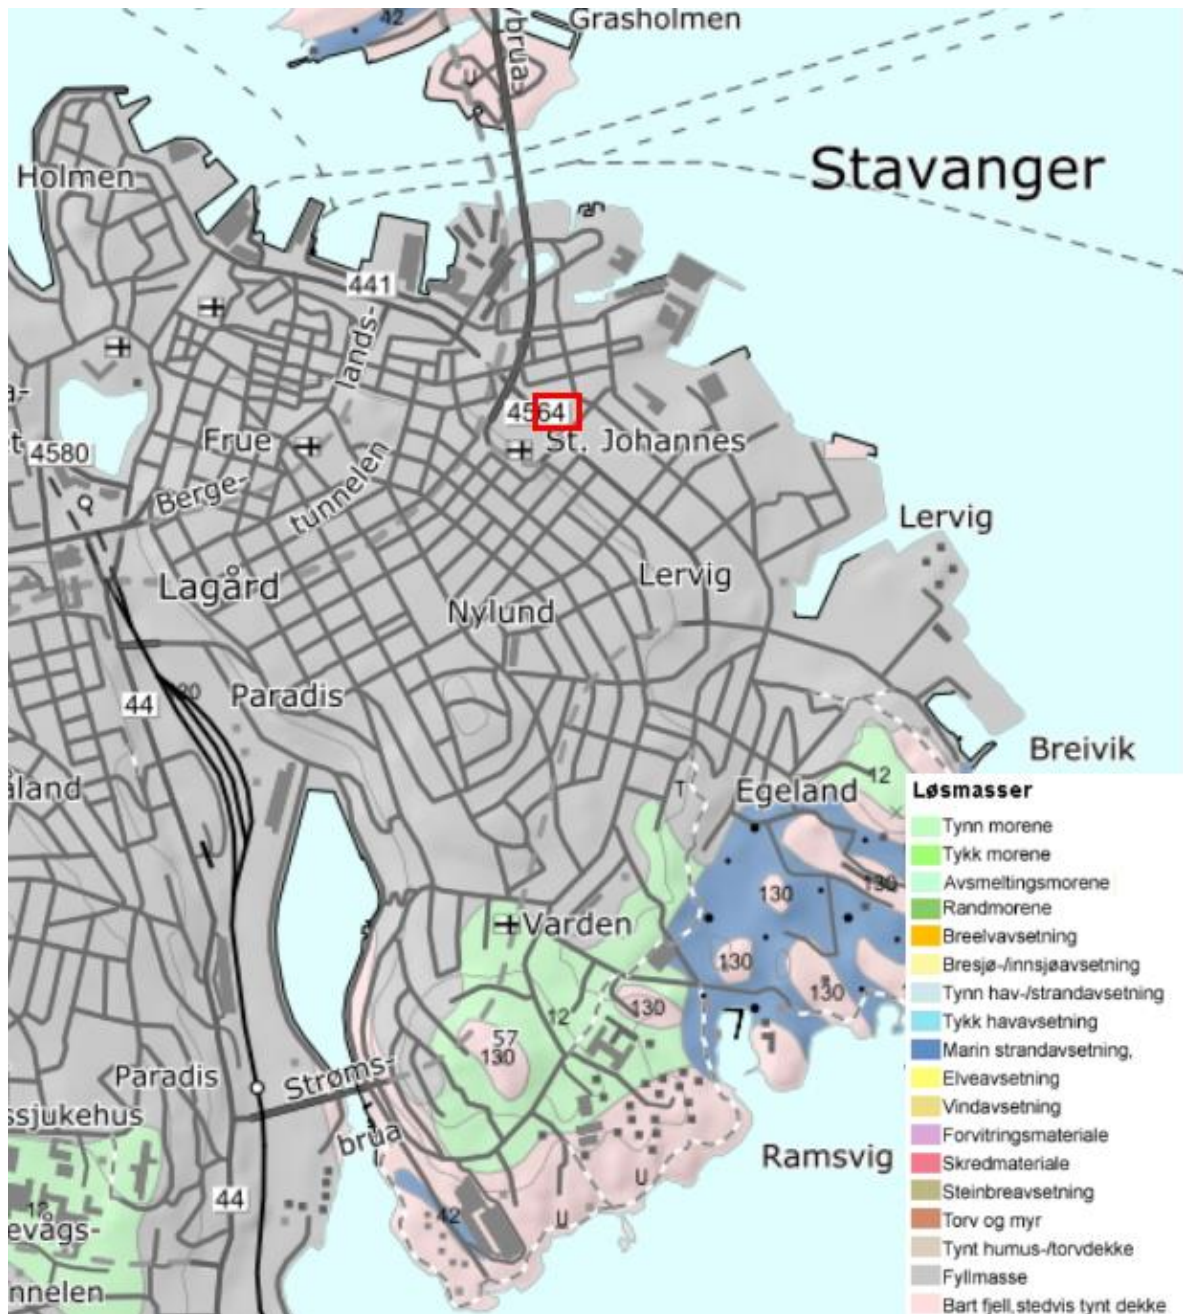 42
Grasholmen
brua
U
Stavanger
Holmen
441
lands-
4564
Frue
St. Johannes
4580
Berge-
tunnelen
Lervig
Lervig
Lagård
Nylund
Paradis
44
Breivik
åland
T
Egeland
12
130
130
Varden
130
130
130
12
57
130
Paradis
Strøms-
brua
ssjukehus
Ramsvig
44
U
U
42
evågs-
nnelen
Løsmasser
Tynn morene
Tykk morene
Avsmeltingsmorene
Randmorene
Breelvavsetning
Bresjø-/innsjøavsetning
Tynn hav-/strandavsetning
Tykk havavsetning
Marin strandavsetning,
Elveavsetning
Vindavsetning
Forvitringsmateriale
Skredmateriale
Steinbreavsetning
Torv og myr
Tynt humus-/torvdekke
Fyllmasse
Bart fjell, stedvis tynt dekke